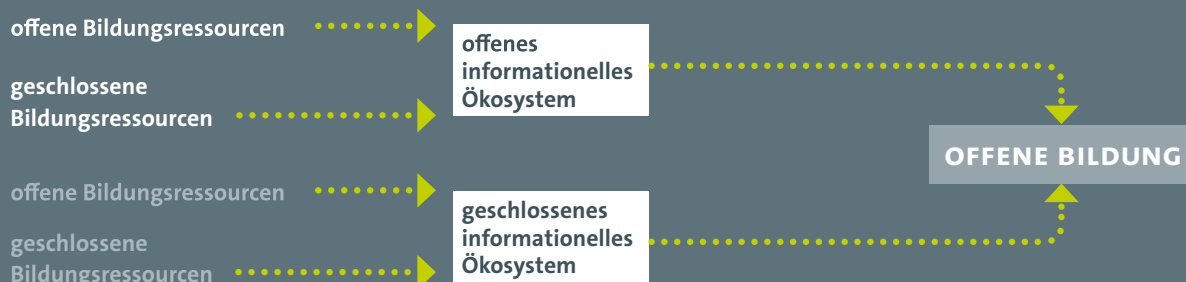 offene Bildungsressourcen
geschlossene
Bildungsressourcen
offenes
informationelles
Ökosystem
offene Bildungsressourcen
geschlossene
Bildungsressourcen
geschlossenes
informationelles
Ökosystem
OFFENE BILDUNG